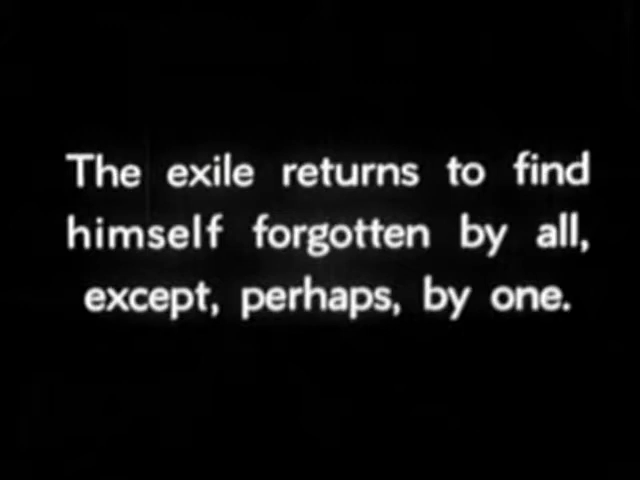 The exile returns to find
himself forgotten by all,
except, perhaps, by one.